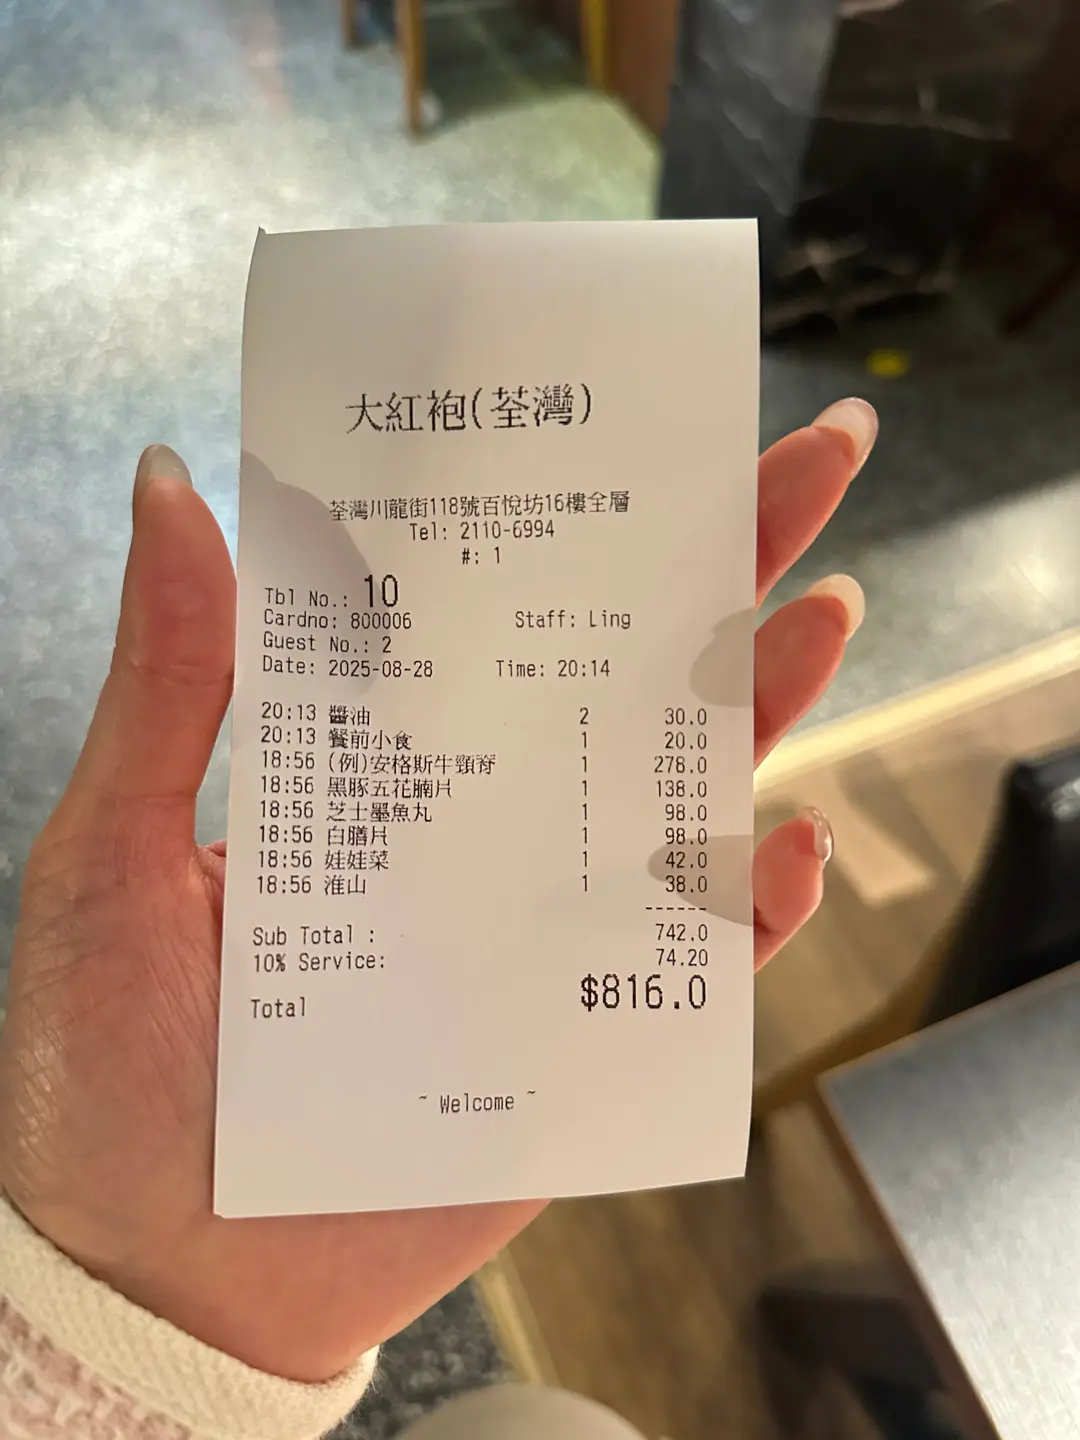 大紅袍(荃灣)
荃灣川龍街118號百悅坊16樓全層
Tel: 2110-6994
#: 1
Tbl No.: 10
Cardno: 800006 Staff: Ling
Guest No.: 2
Date: 2025-08-28 Time: 20:14
20:13 醬油 2 30.0
20:13 餐前小食 1 20.0
18:56 (例)安格斯牛頸脊 1 278.0
18:56 黑豚五花腩片 1 138.0
18:56 芝士墨魚丸 1 98.0
18:56 白膳片 1 98.0
18:56 娃娃菜 1 42.0
18:56 淮山 1 38.0
------
Sub Total : 742.0
10% Service: 74.20
Total $816.0
~ Welcome ~